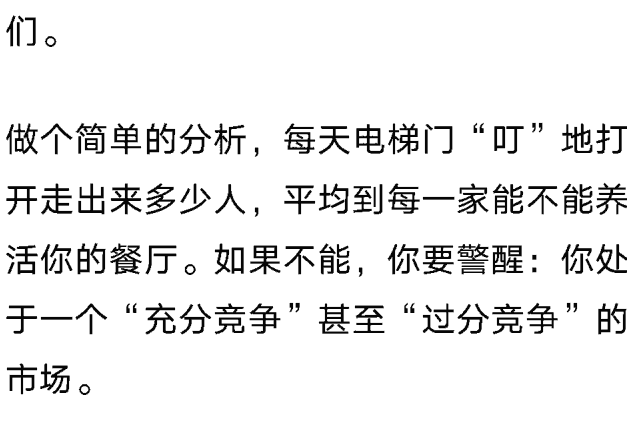 们。
做个简单的分析，每天电梯门“叮”地打
开走出来多少人，平均到每一家能不能养
活你的餐厅。如果不能，你要警醒：你处
于一个“充分竞争”甚至“过分竞争”的
市场。